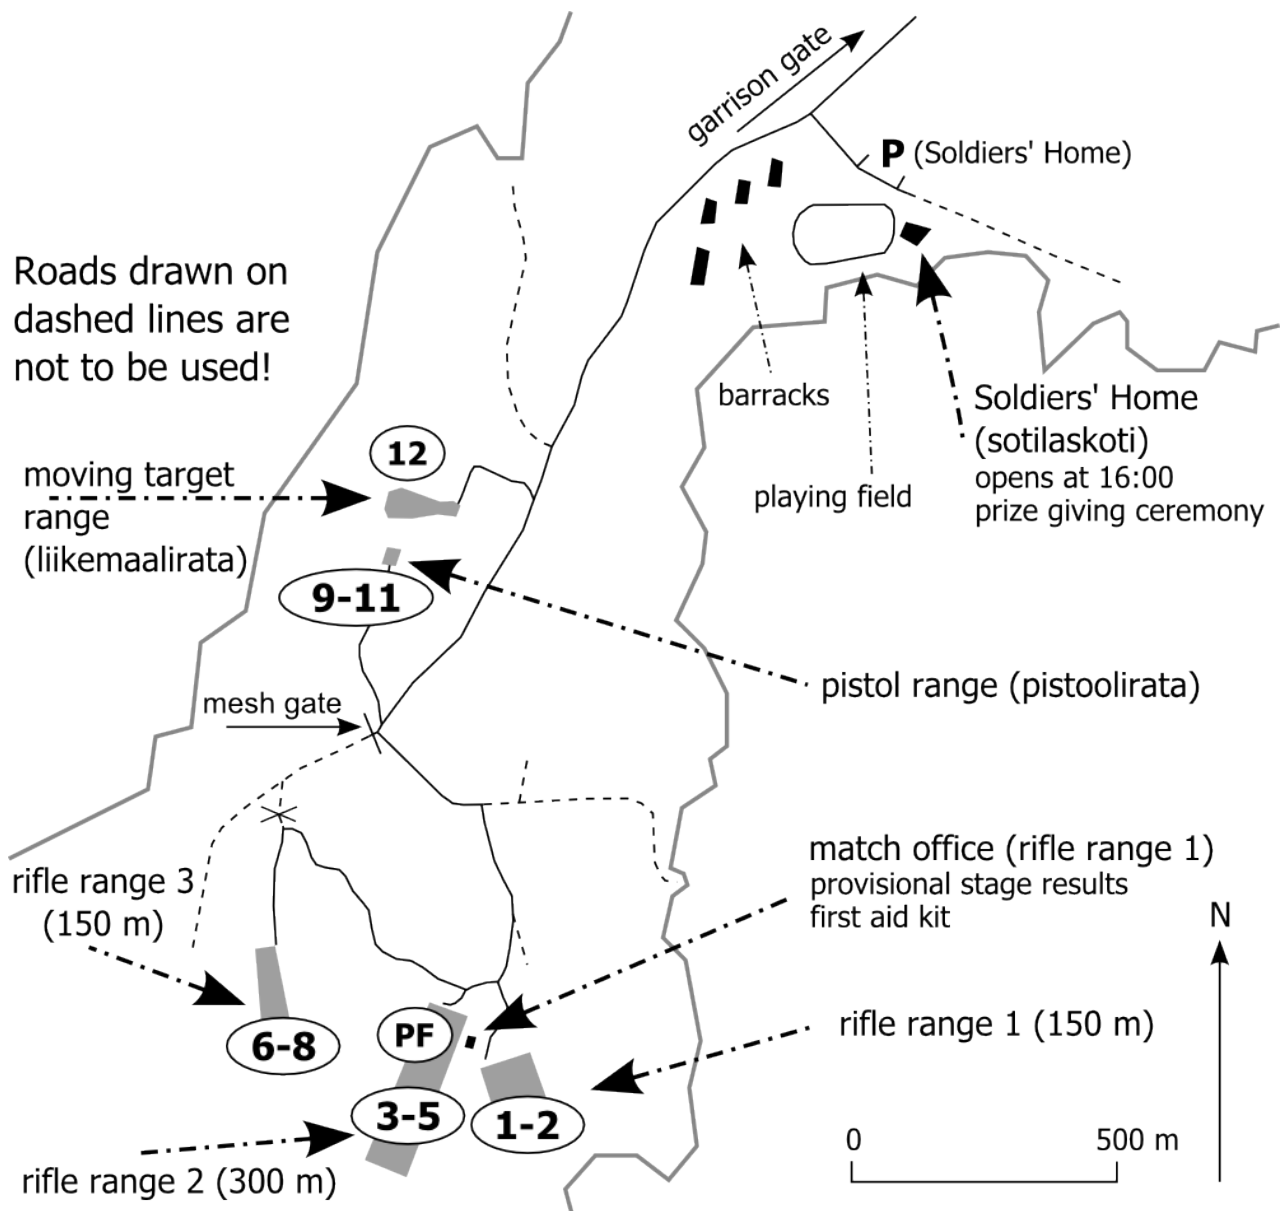 garrison gate
P (Soldiers' Home)
Roads drawn on
dashed lines are
not to be used!
barracks
Soldiers' Home
(sotilaskoti)
opens at 16:00
prize giving ceremony
playing field
12
moving target
range
(liikemaalirata)
9-11
pistol range (pistoolirata)
mesh gate
match office (rifle range 1)
provisional stage results
first aid kit
rifle range 3
(150 m)
N
rifle range 1 (150 m)
PF
6-8
3-5
1-2
0 500 m
rifle range 2 (300 m)